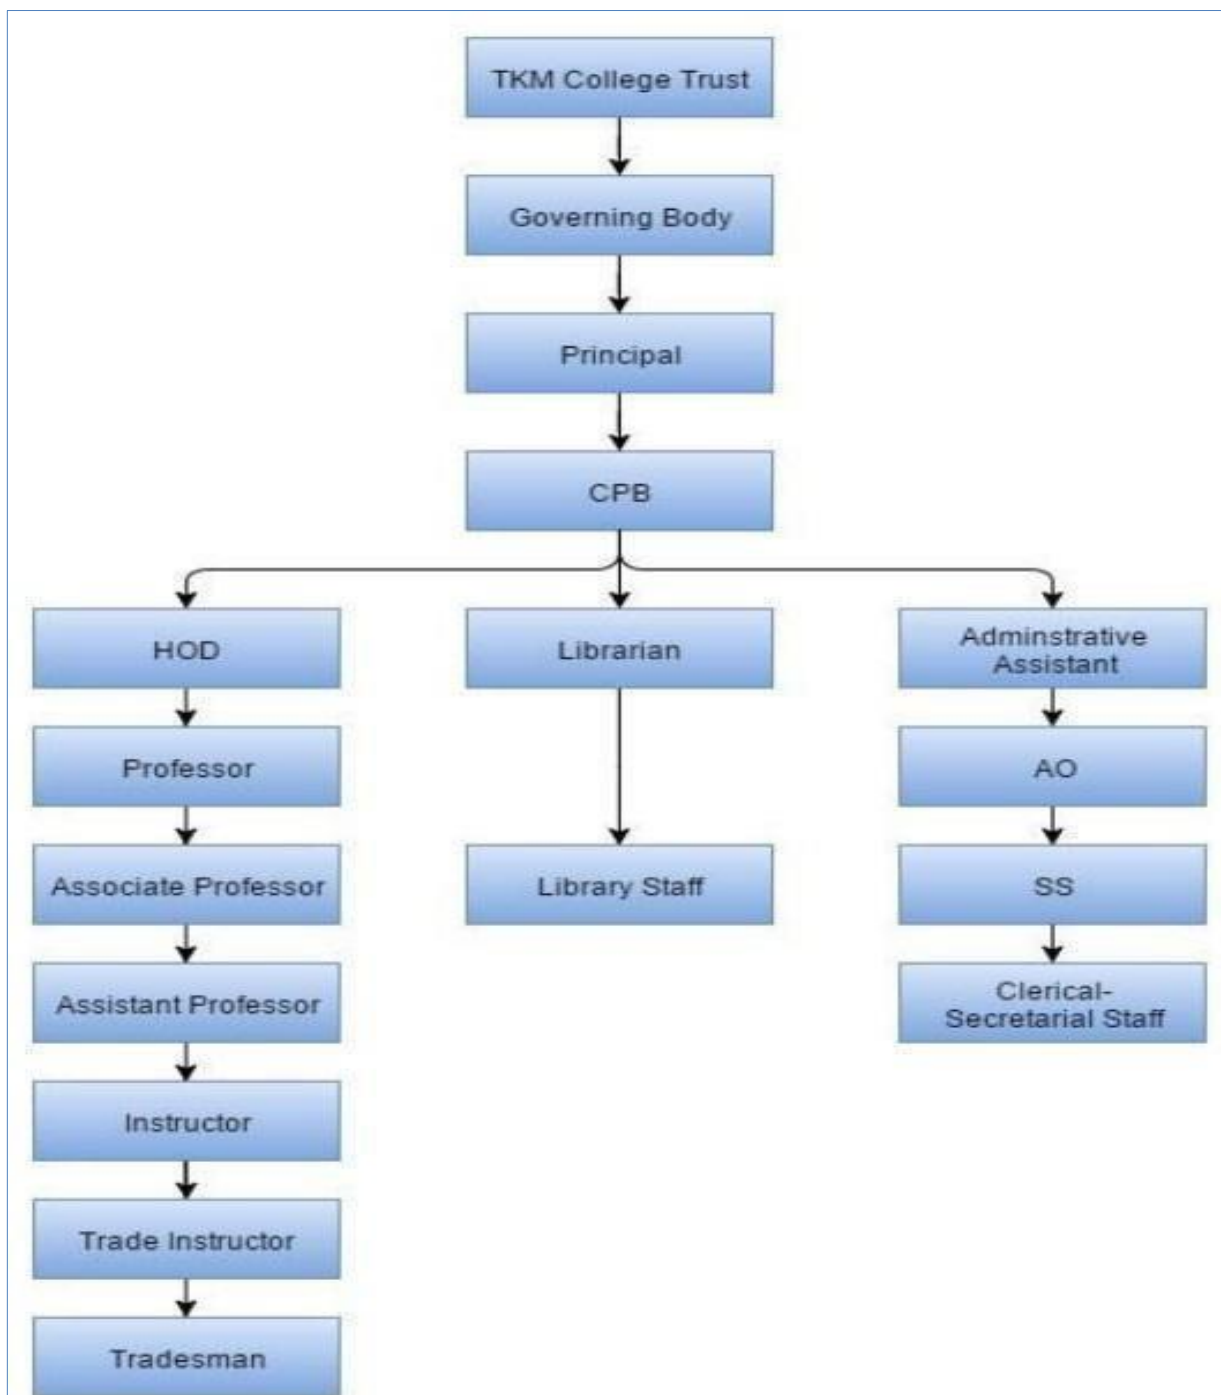 TKM College Trust
Governing Body
Principal
CPB
HOD
Librarian
Adminstrative
Assistant
Professor
AO
Associate Professor
Library Staff
SS
Assistant Professor
Clerical-
Secretarial Staff
Instructor
Trade Instructor
Tradesman